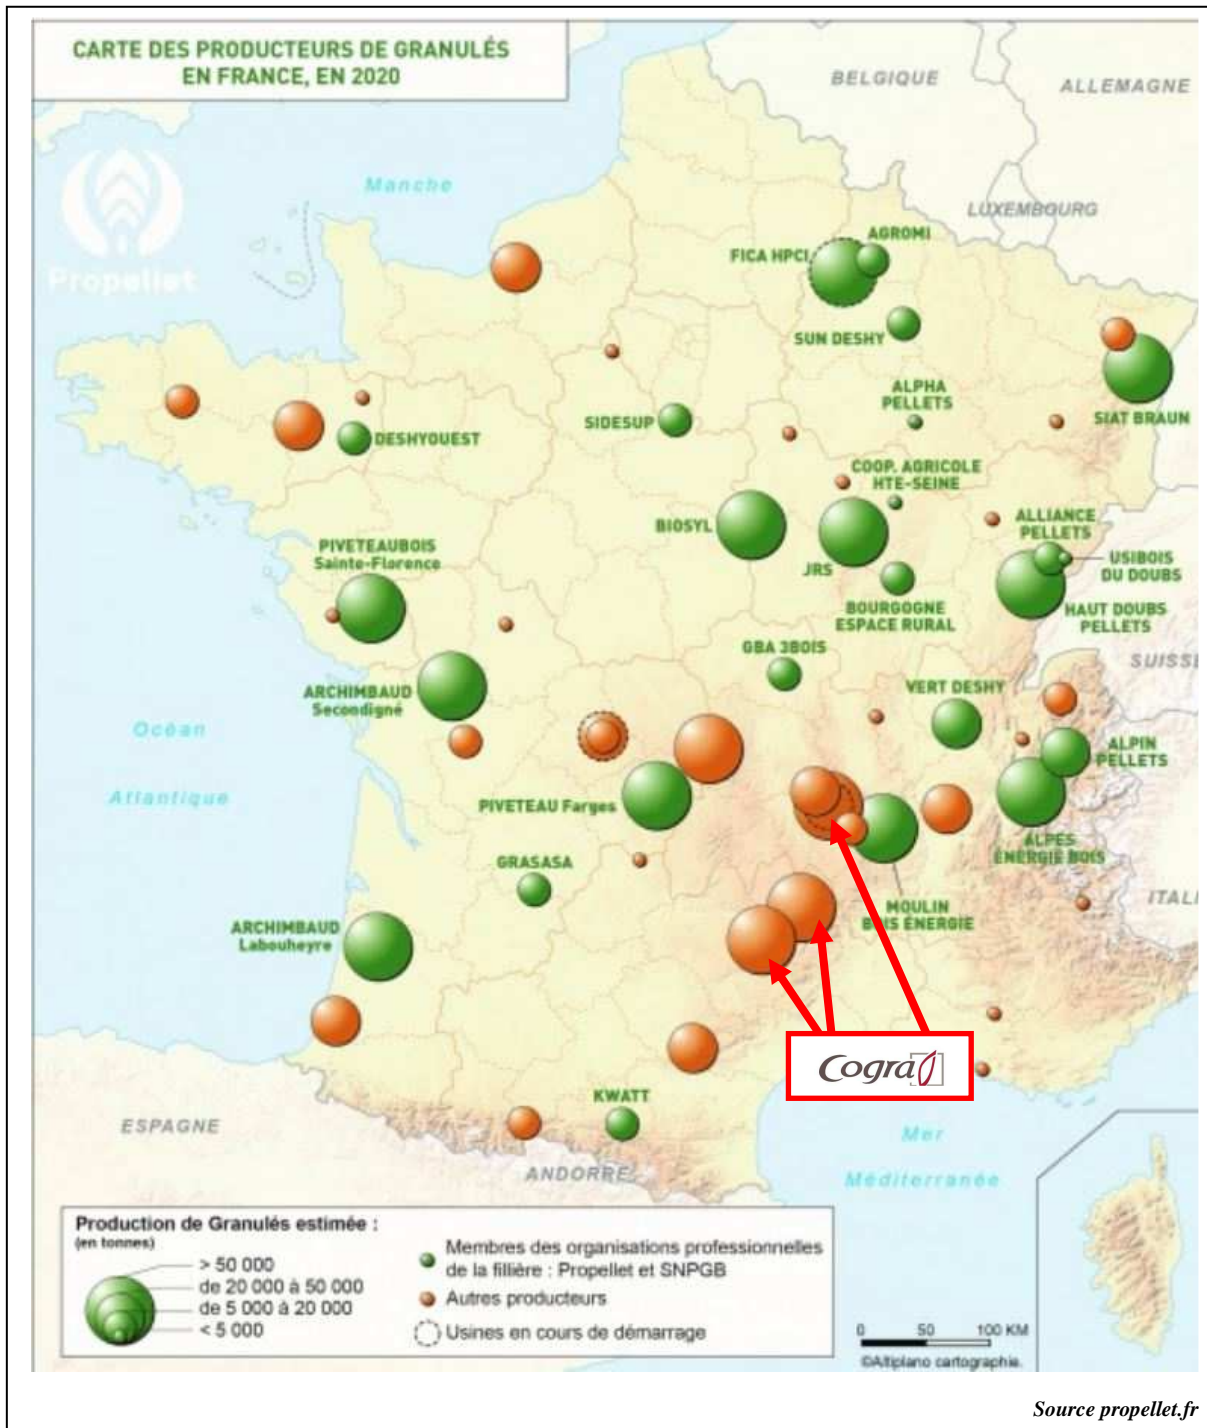 CARTE DES PRODUCTEURS DE GRANULÉS
EN FRANCE, EN 2020
BELGIQUE
ALLEMAGNE
Manche
LUXEMBOURG
Propellet
AGROMI
FICA HPCI
SUN DESHY
ALPHA
PELLETS
SIAT BRAUN
SIDESUP
DESHYOUEST
COOP. AGRICOLE
HTE-SEINE
BIOSYL
JRS
ALLIANCE
PELLETS
USIBOIS
DU DOUBS
PIVETEAUBOIS
Sainte-Florence
BOURGOGNE
ESPACE RURAL
HAUT DOUBS
PELLETS
GBA 3BOIS
SUISSE
VERT DESHY
ARCHIMBAUD
Secondigné
Océan
Atlantique
ALPIN
PELLETS
PIVETEAU Farges
ALPES
ÉNERGIE BOIS
GRASASA
MOULIN
BOIS ÉNERGIE
ITALI
ARCHIMBAUD
Labouheyre
Cogra
KWATT
ESPAGNE
ANDORRE
Mer
Méditerranée
Production de Granulés estimée :
(en tonnes)
> 50 000
de 20 000 à 50 000
de 5 000 à 20 000
< 5 000
Membres des organisations professionnelles
de la fillière : Propellet et SNPGB
Autres producteurs
Usines en cours de démarrage
0 50 100 KM
©Altiplano cartographie.
Source propellet.fr